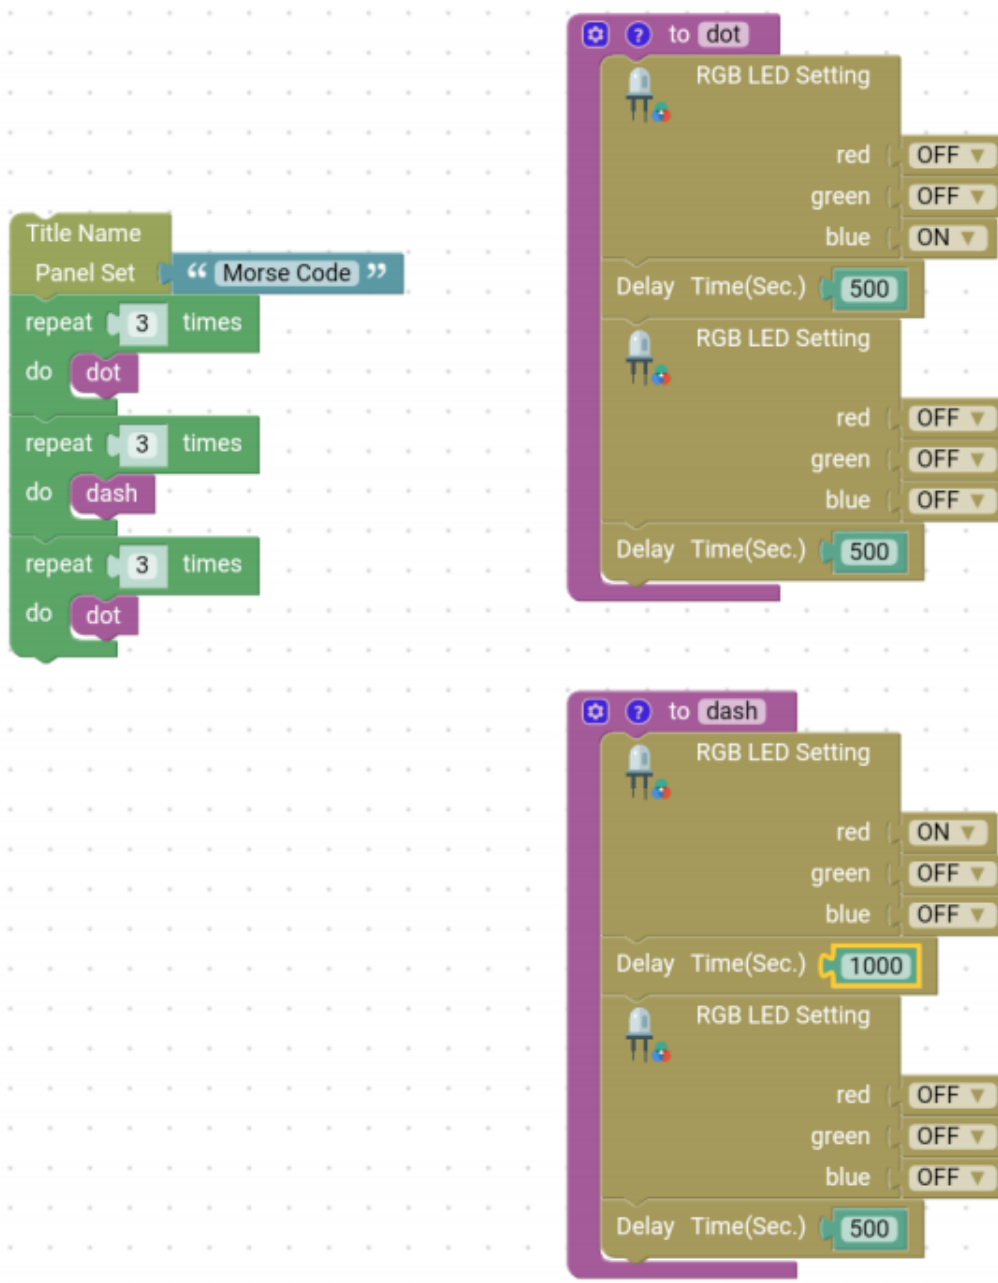 Title Name
Panel Set “ Morse Code ”
repeat 3 times
do dot
repeat 3 times
do dash
repeat 3 times
do dot
? to dot
RGB LED Setting
red OFF
green OFF
blue ON
Delay Time(Sec.) 500
RGB LED Setting
red OFF
green OFF
blue OFF
Delay Time(Sec.) 500
? to dash
RGB LED Setting
red ON
green OFF
blue OFF
Delay Time(Sec.) 1000
RGB LED Setting
red OFF
green OFF
blue OFF
Delay Time(Sec.) 500